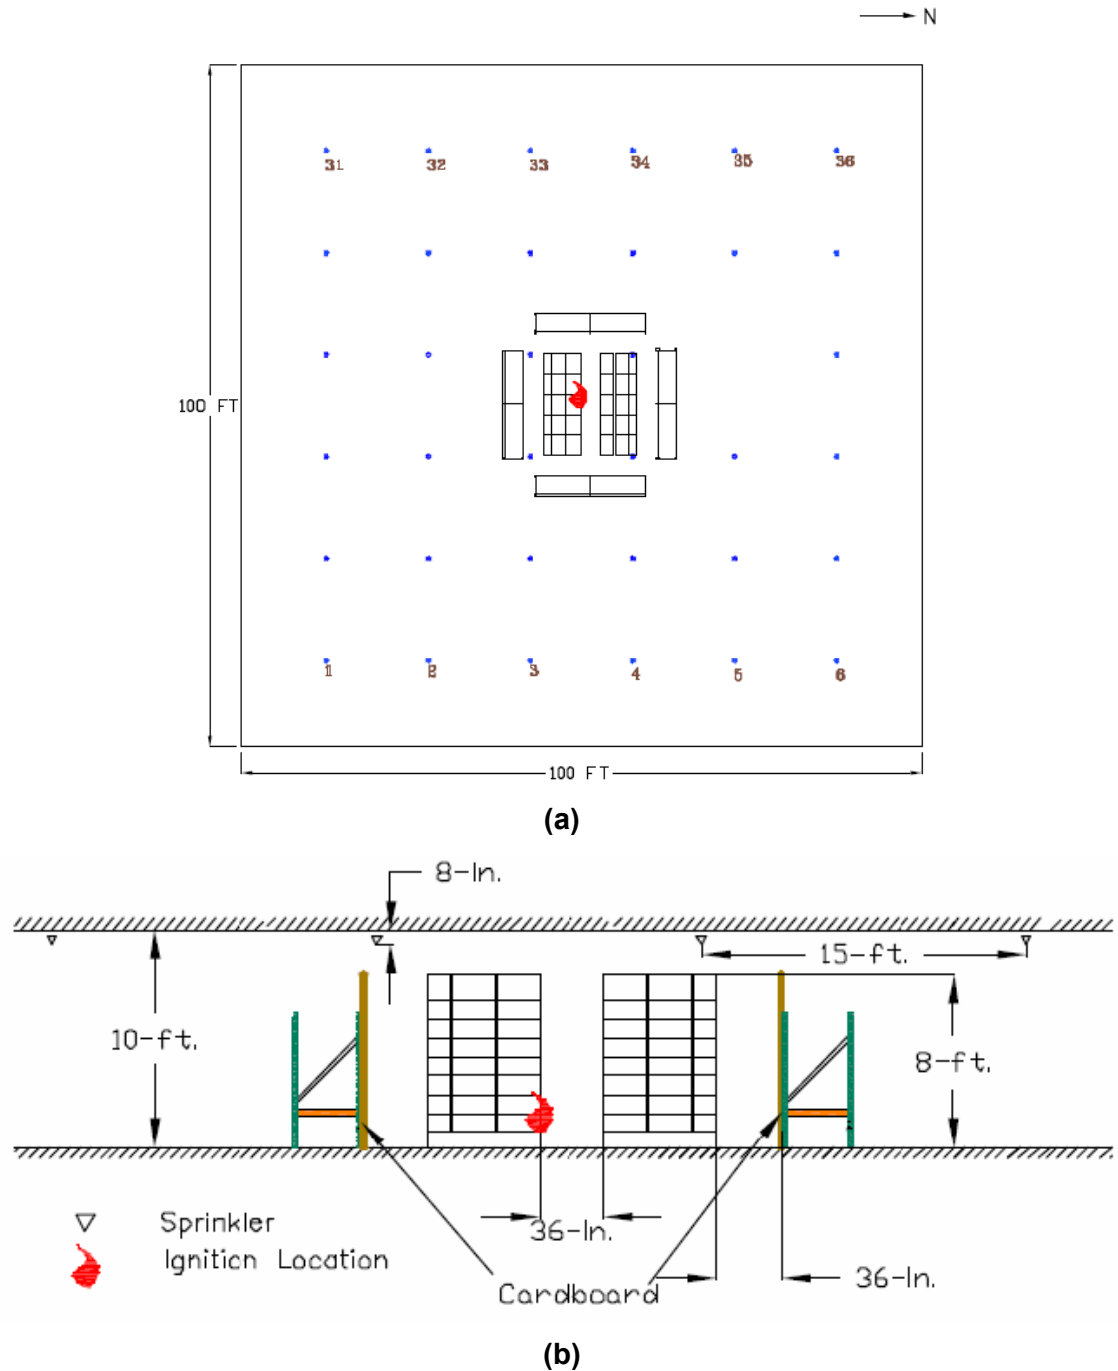 N
31 32 33 34 35 36
100 FT
1 2 3 4 5 6
100 FT
(a)
8-In.
15-ft.
10-ft.
8-ft.
36-In.
Sprinkler
Ignition Location
36-In.
Cardboard
(b)